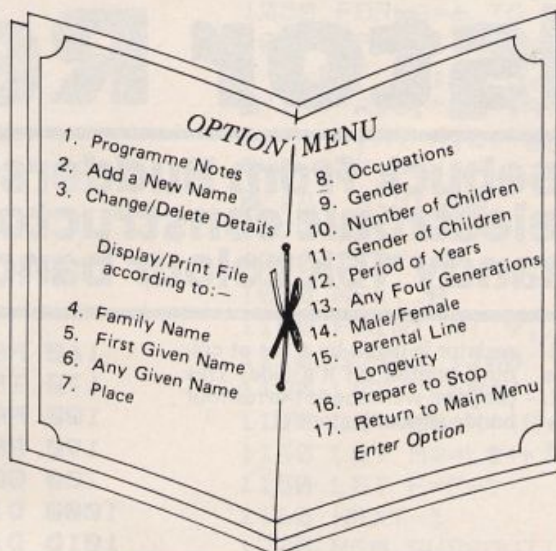 OPTION MENU
1. Programme Notes
2. Add a New Name
3. Change/Delete Details
Display/Print File
according to:—
4. Family Name
5. First Given Name
6. Any Given Name
7. Place
8. Occupations
9. Gender
10. Number of Children
11. Gender of Children
12. Period of Years
13. Any Four Generations
14. Male/Female
15. Parental Line
Longevity
16. Prepare to Stop
17. Return to Main Menu
Enter Option